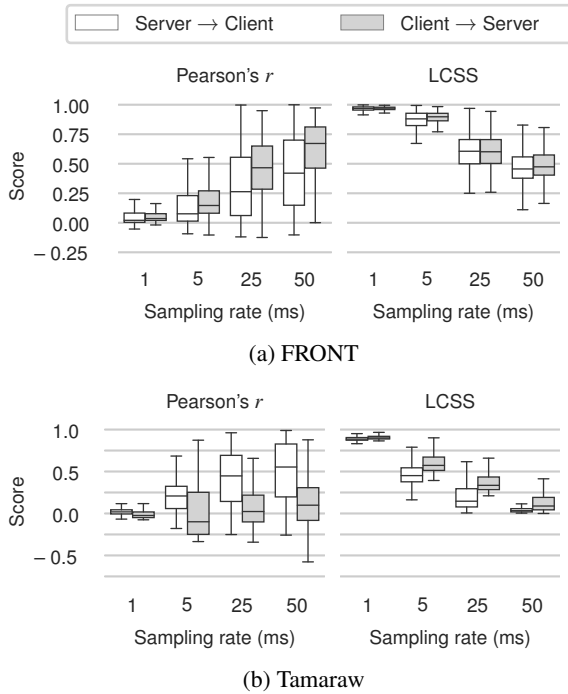 Server → Client
Client → Server
Pearson's r
LCSS
Score
1.00
0.75
0.50
0.25
0.00
−0.25
1 5 25 50
1 5 25 50
Sampling rate (ms)
Sampling rate (ms)
(a) FRONT
Pearson's r
LCSS
Score
1.0
0.5
0.0
−0.5
1 5 25 50
1 5 25 50
Sampling rate (ms)
Sampling rate (ms)
(b) Tamaraw